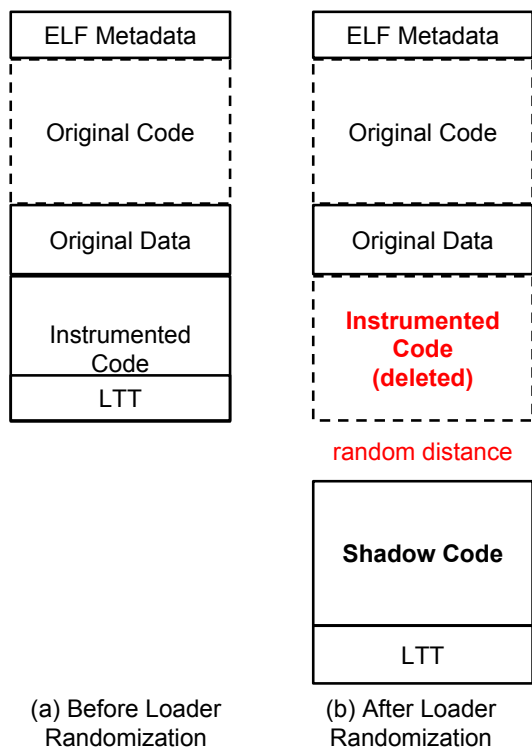 ELF Metadata
Original Code
Original Data
Instrumented
Code
LTT
(a) Before Loader
Randomization
ELF Metadata
Original Code
Original Data
Instrumented
Code
(deleted)
random distance
Shadow Code
LTT
(b) After Loader
Randomization